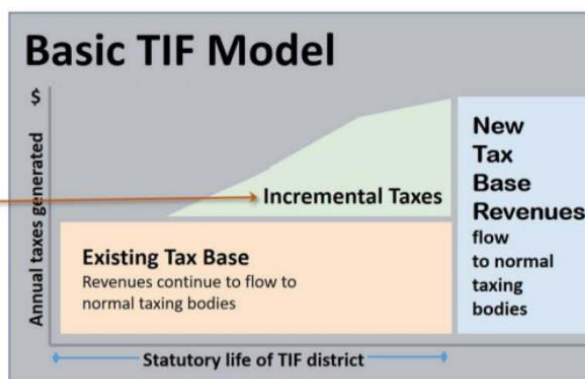 Basic TIF Model
$
Annual taxes generated
Incremental Taxes
Existing Tax Base
Revenues continue to flow to
normal taxing bodies
New
Tax
Base
Revenues
flow
to normal
taxing
bodies
Statutory life of TIF district